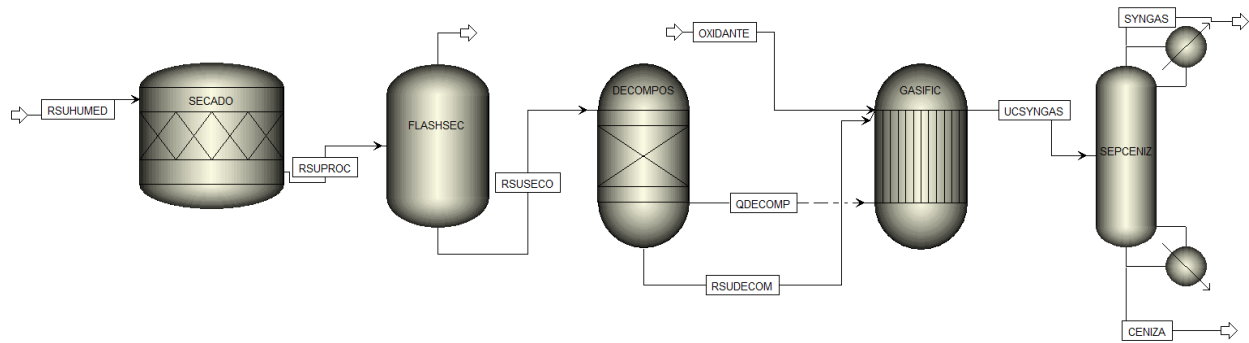 RSUHUMED
SECADO
RSUPROC
FLASHSEC
RSUSECO
OXIDANTE
DECOMPOS
QDECOMP
RSUDECOM
GASIFIC
UCSYNGAS
SYNGAS
SEPCENIZ
CENIZA